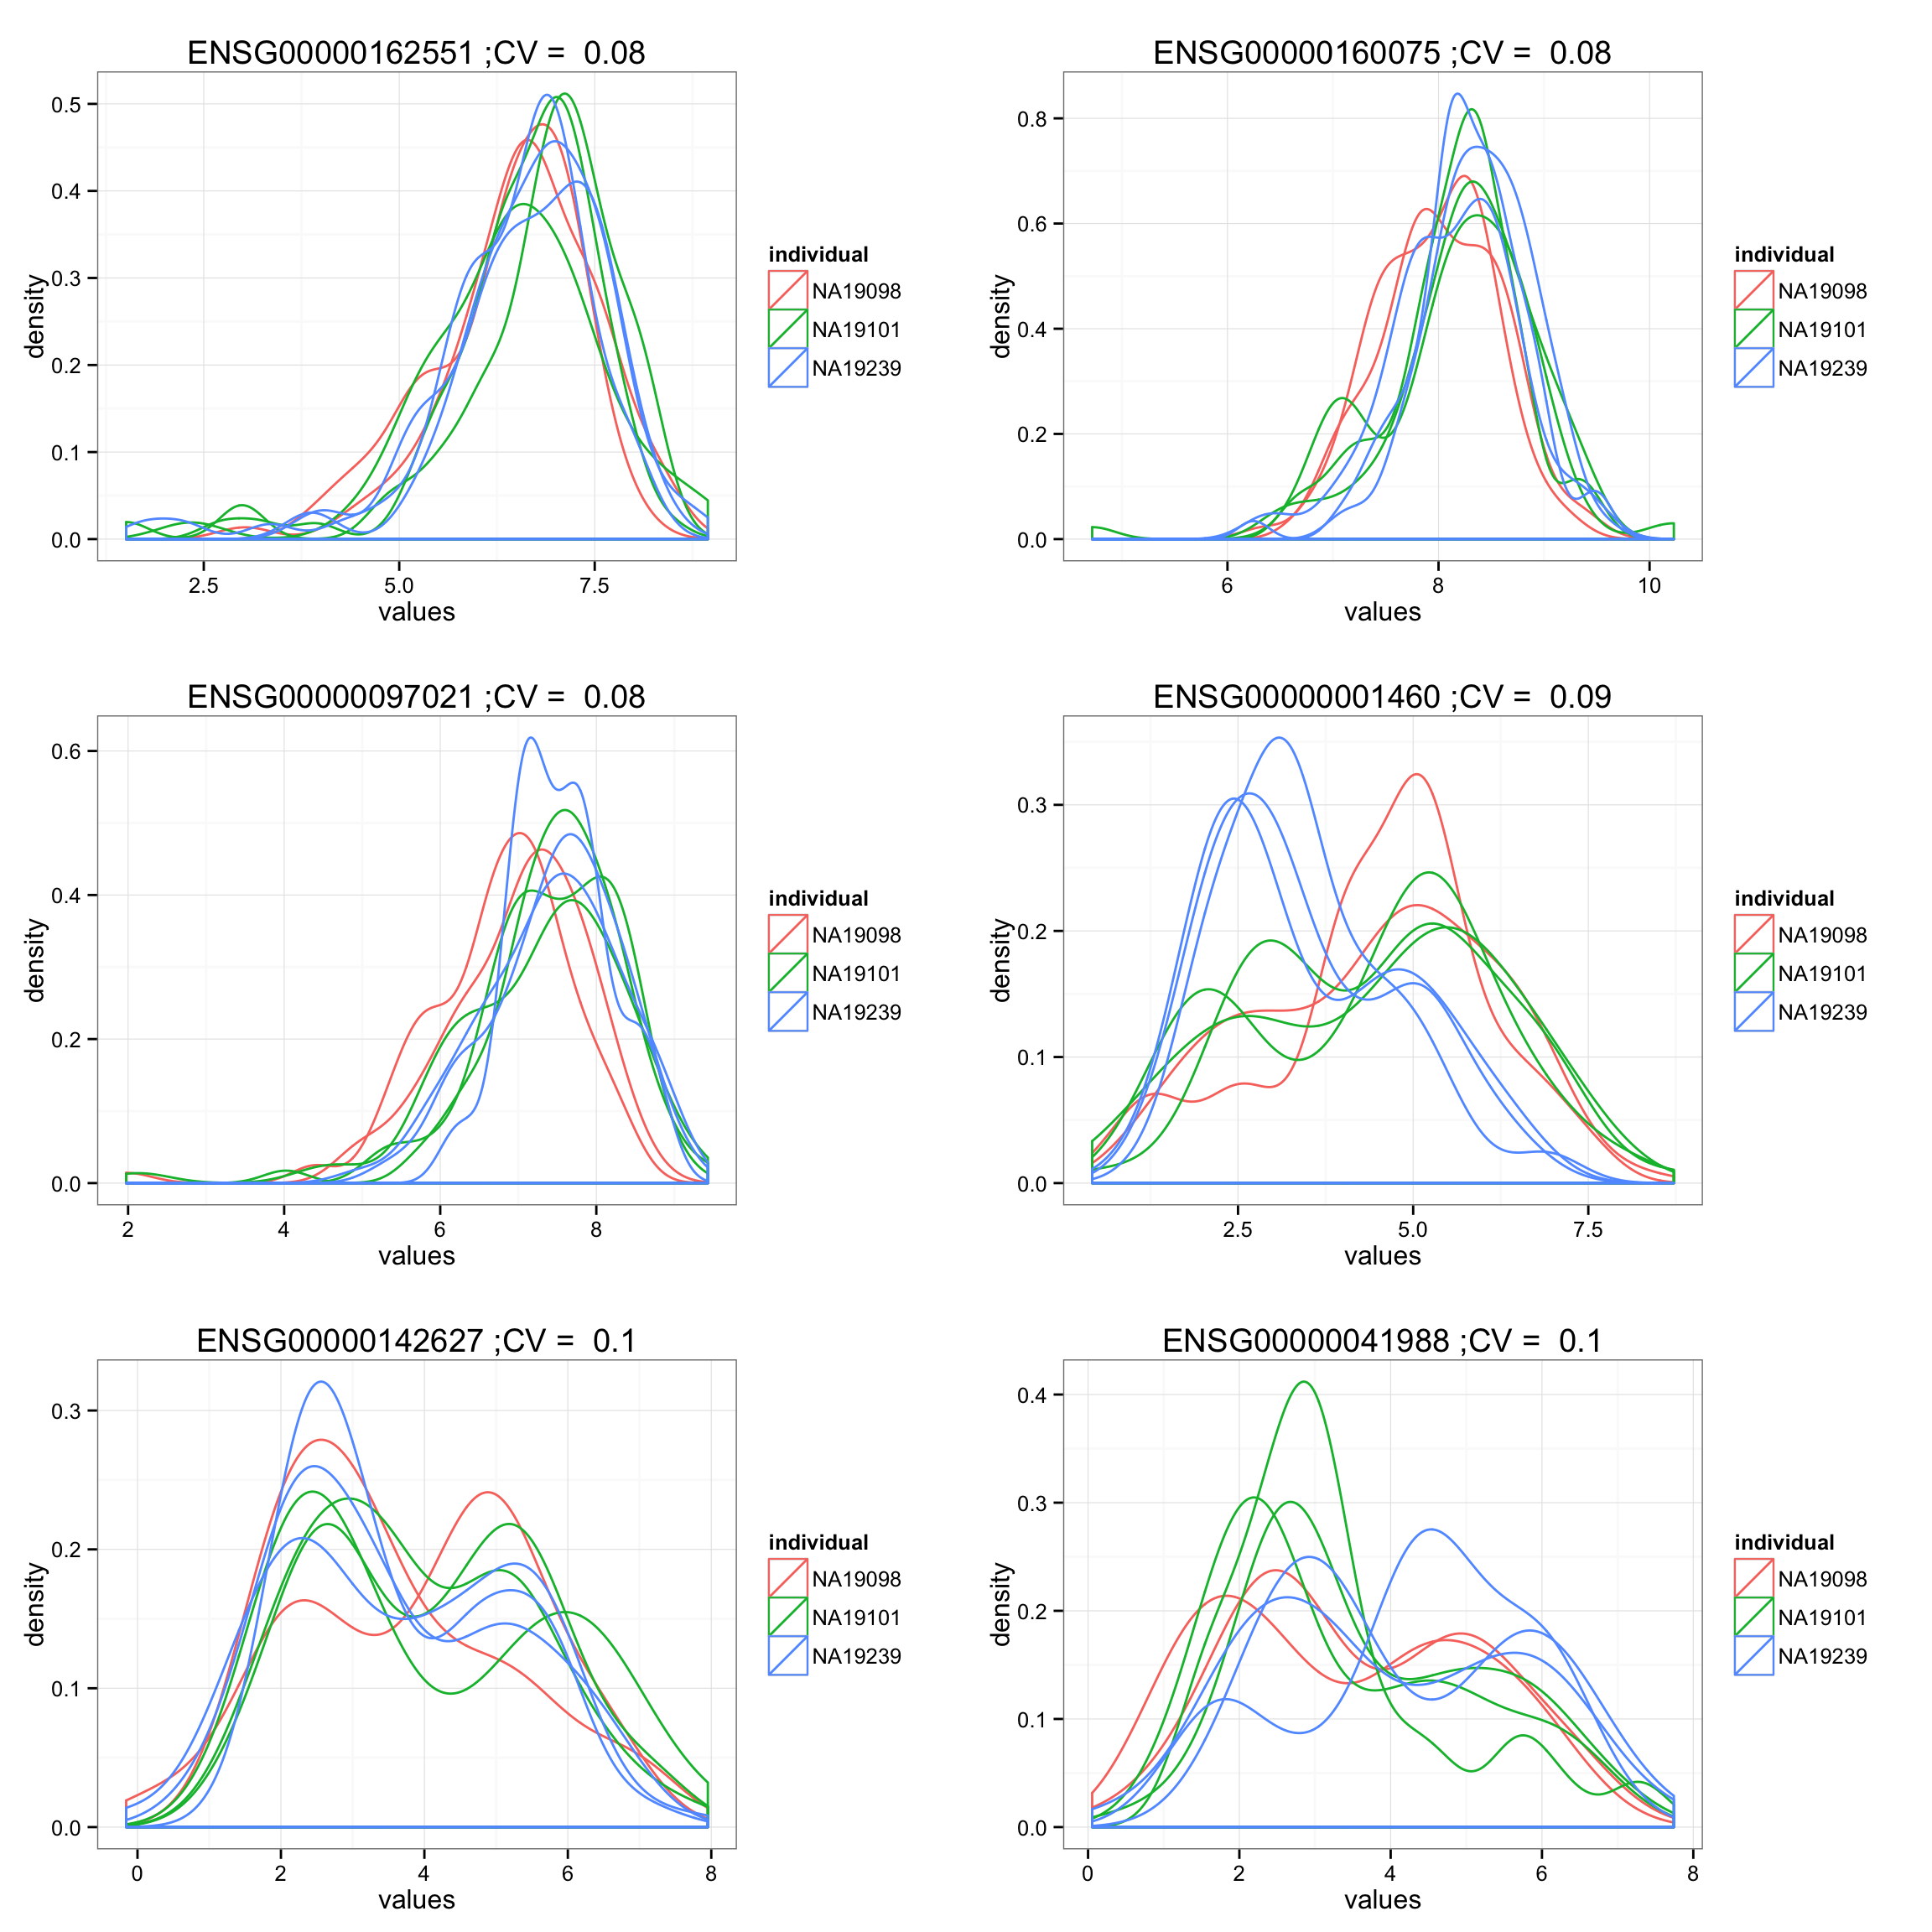 ENSG00000162551 ;CV =  0.08
density
0.5
0.4
0.3
0.2
0.1
0.0
2.5 5.0 7.5
values
individual
NA19098
NA19101
NA19239
ENSG00000160075 ;CV =  0.08
density
0.8
0.6
0.4
0.2
0.0
6 8 10
values
individual
NA19098
NA19101
NA19239
ENSG00000097021 ;CV =  0.08
density
0.6
0.4
0.2
0.0
2 4 6 8
values
individual
NA19098
NA19101
NA19239
ENSG00000001460 ;CV =  0.09
density
0.3
0.2
0.1
0.0
2.5 5.0 7.5
values
individual
NA19098
NA19101
NA19239
ENSG00000142627 ;CV =  0.1
density
0.3
0.2
0.1
0.0
0 2 4 6 8
values
individual
NA19098
NA19101
NA19239
ENSG00000041988 ;CV =  0.1
density
0.4
0.3
0.2
0.1
0.0
0 2 4 6 8
values
individual
NA19098
NA19101
NA19239